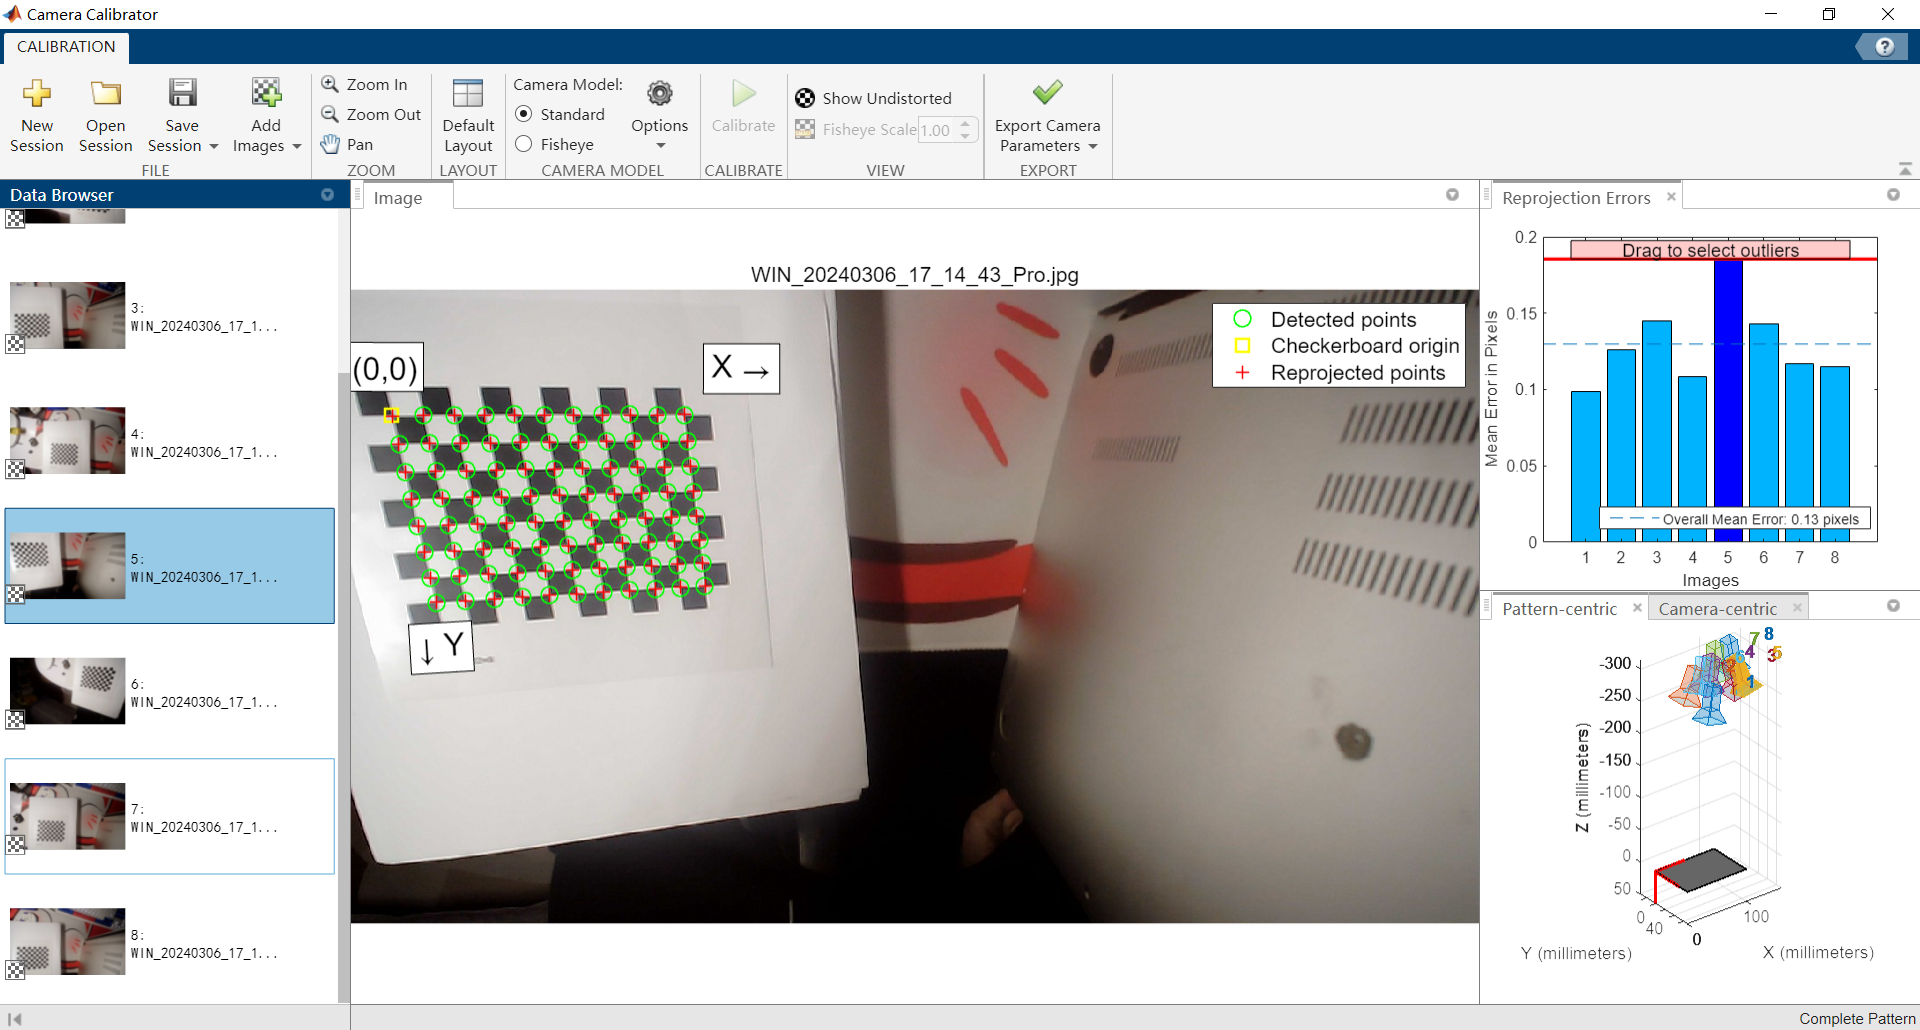 Camera Calibrator
CALIBRATION
New Session
Open Session
Save Session
Add Images
FILE
Zoom In
Zoom Out
Pan
ZOOM
Default Layout
LAYOUT
Camera Model:
Standard
Fisheye
Options
CAMERA MODEL
Calibrate
CALIBRATE
Show Undistorted
Fisheye Scale 1.00
VIEW
Export Camera Parameters
EXPORT
Data Browser
3:
WIN_20240306_17_1...
4:
WIN_20240306_17_1...
5:
WIN_20240306_17_1...
6:
WIN_20240306_17_1...
7:
WIN_20240306_17_1...
8:
WIN_20240306_17_1...
Image
WIN_20240306_17_14_43_Pro.jpg
(0,0)
X →
↓ Y
Detected points
Checkerboard origin
Reprojected points
Reprojection Errors
Drag to select outliers
Mean Error in Pixels
0.2
0.15
0.1
0.05
0
Overall Mean Error: 0.13 pixels
1 2 3 4 5 6 7 8
Images
Pattern-centric
Camera-centric
7 8
4 3 5
1
Z (millimeters)
-300
-250
-200
-150
-100
-50
0
50
0
40
0
100
Y (millimeters)
X (millimeters)
Complete Pattern